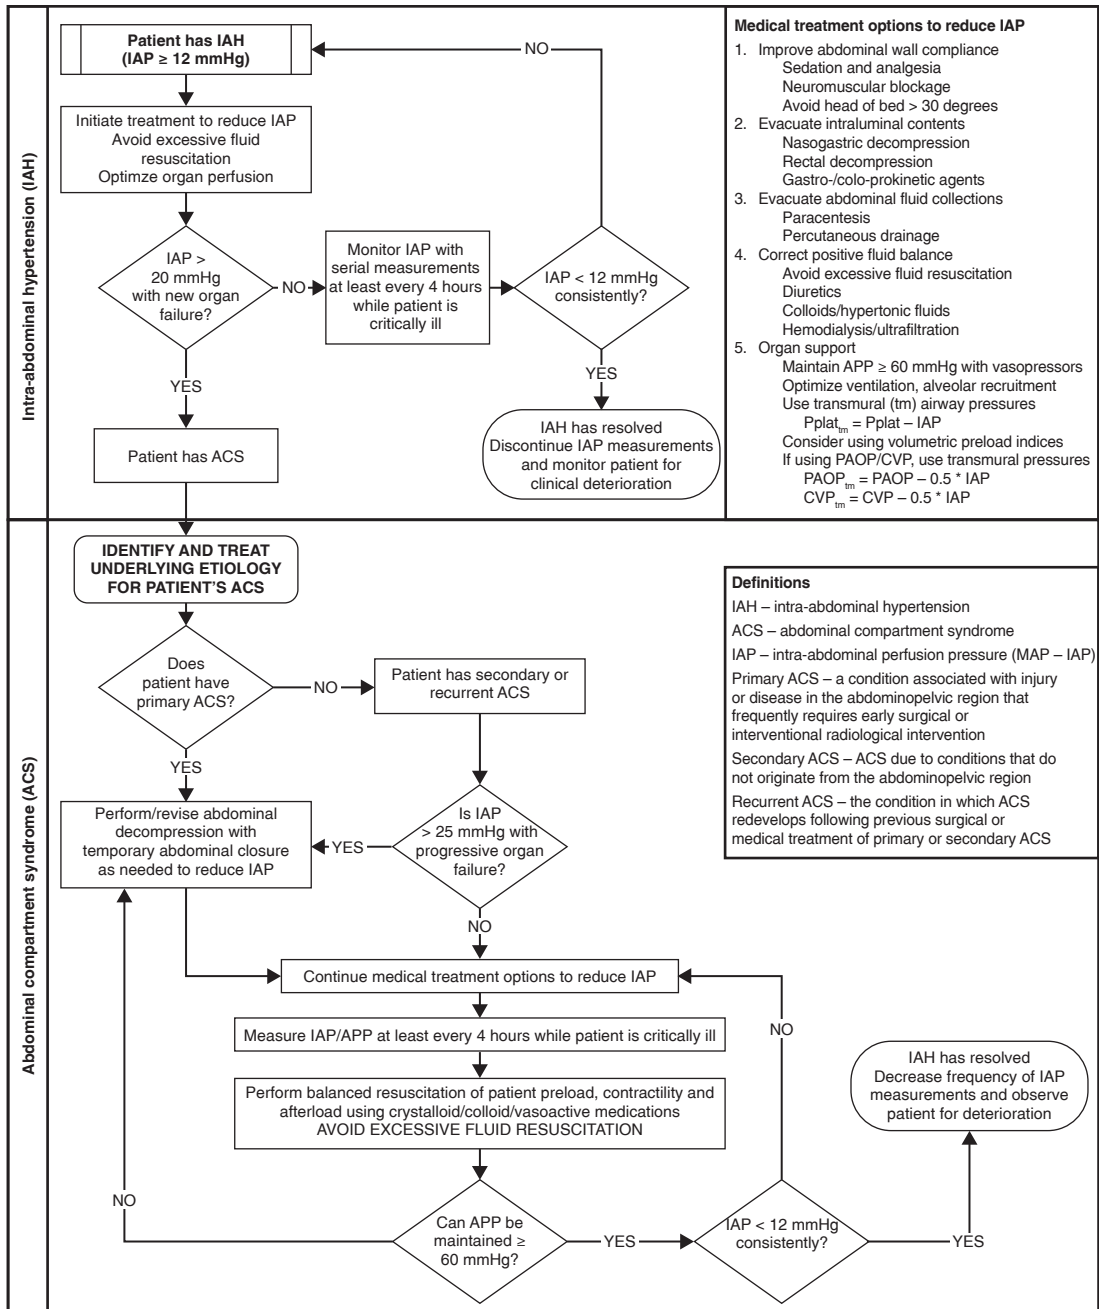 Intra-abdominal hypertension (IAH)
Patient has IAH
(IAP ≥ 12 mmHg)
NO
Initiate treatment to reduce IAP
Avoid excessive fluid
resuscitation
Optimze organ perfusion
IAP >
20 mmHg
with new organ
failure?
NO
Monitor IAP with
serial measurements
at least every 4 hours
while patient is
critically ill
IAP < 12 mmHg
consistently?
YES
YES
Patient has ACS
IAH has resolved
Discontinue IAP measurements
and monitor patient for
clinical deterioration
Medical treatment options to reduce IAP
1. Improve abdominal wall compliance
Sedation and analgesia
Neuromuscular blockage
Avoid head of bed > 30 degrees
2. Evacuate intraluminal contents
Nasogastric decompression
Rectal decompression
Gastro-/colo-prokinetic agents
3. Evacuate abdominal fluid collections
Paracentesis
Percutaneous drainage
4. Correct positive fluid balance
Avoid excessive fluid resuscitation
Diuretics
Colloids/hypertonic fluids
Hemodialysis/ultrafiltration
5. Organ support
Maintain APP ≥ 60 mmHg with vasopressors
Optimize ventilation, alveolar recruitment
Use transmural (tm) airway pressures
Pplat tm = Pplat – IAP
Consider using volumetric preload indices
If using PAOP/CVP, use transmural pressures
PAOP tm = PAOP – 0.5 * IAP
CVP tm = CVP – 0.5 * IAP
Abdominal compartment syndrome (ACS)
IDENTIFY AND TREAT
UNDERLYING ETIOLOGY
FOR PATIENT'S ACS
Does
patient have
primary ACS?
NO
Patient has secondary or
recurrent ACS
YES
Perform/revise abdominal
decompression with
temporary abdominal closure
as needed to reduce IAP
YES
Is IAP
> 25 mmHg with
progressive organ
failure?
NO
Definitions
IAH – intra-abdominal hypertension
ACS – abdominal compartment syndrome
IAP – intra-abdominal perfusion pressure (MAP – IAP)
Primary ACS – a condition associated with injury
or disease in the abdominopelvic region that
frequently requires early surgical or
interventional radiological intervention
Secondary ACS – ACS due to conditions that do
not originate from the abdominopelvic region
Recurrent ACS – the condition in which ACS
redevelops following previous surgical or
medical treatment of primary or secondary ACS
Continue medical treatment options to reduce IAP
Measure IAP/APP at least every 4 hours while patient is critically ill
NO
Perform balanced resuscitation of patient preload, contractility and
afterload using crystalloid/colloid/vasoactive medications
AVOID EXCESSIVE FLUID RESUSCITATION
IAH has resolved
Decrease frequency of IAP
measurements and observe
patient for deterioration
NO
Can APP be
maintained ≥
60 mmHg?
YES
IAP < 12 mmHg
consistently?
YES